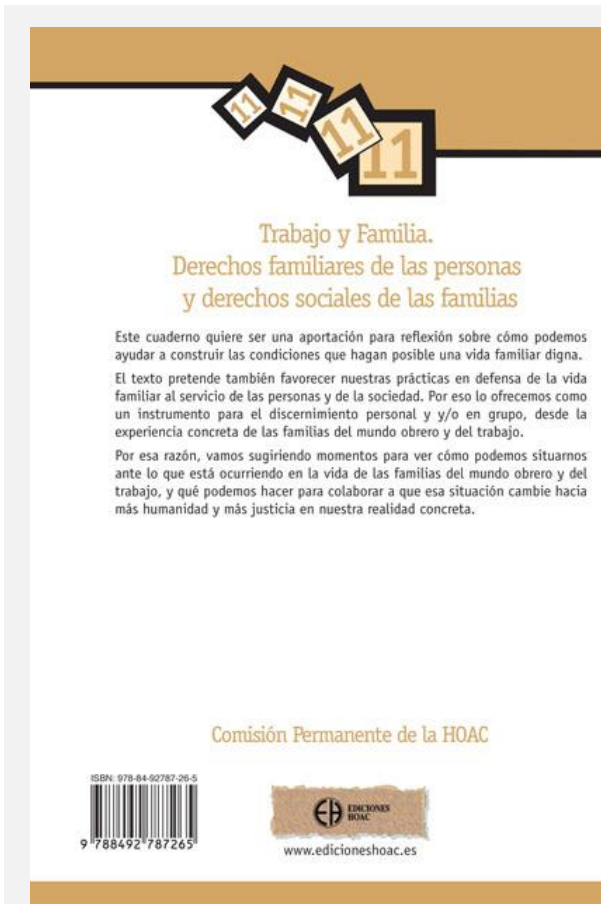 11
11
11
11
Trabajo y Familia.
Derechos familiares de las personas
y derechos sociales de las familias
Este cuaderno quiere ser una aportación para reflexión sobre cómo podemos
ayudar a construir las condiciones que hagan posible una vida familiar digna.
El texto pretende también favorecer nuestras prácticas en defensa de la vida
familiar al servicio de las personas y de la sociedad. Por eso lo ofrecemos como
un instrumento para el discernimiento personal y y/o en grupo, desde la
experiencia concreta de las familias del mundo obrero y del trabajo.
Por esa razón, vamos sugiriendo momentos para ver cómo podemos situarnos
ante lo que está ocurriendo en la vida de las familias del mundo obrero y del
trabajo, y qué podemos hacer para colaborar a que esa situación cambie hacia
más humanidad y más justicia en nuestra realidad concreta.
Comisión Permanente de la HOAC
ISBN: 978-84-92787-26-5
9 788492 787265
EH EDICIONES
HOAC
www.edicioneshoac.es